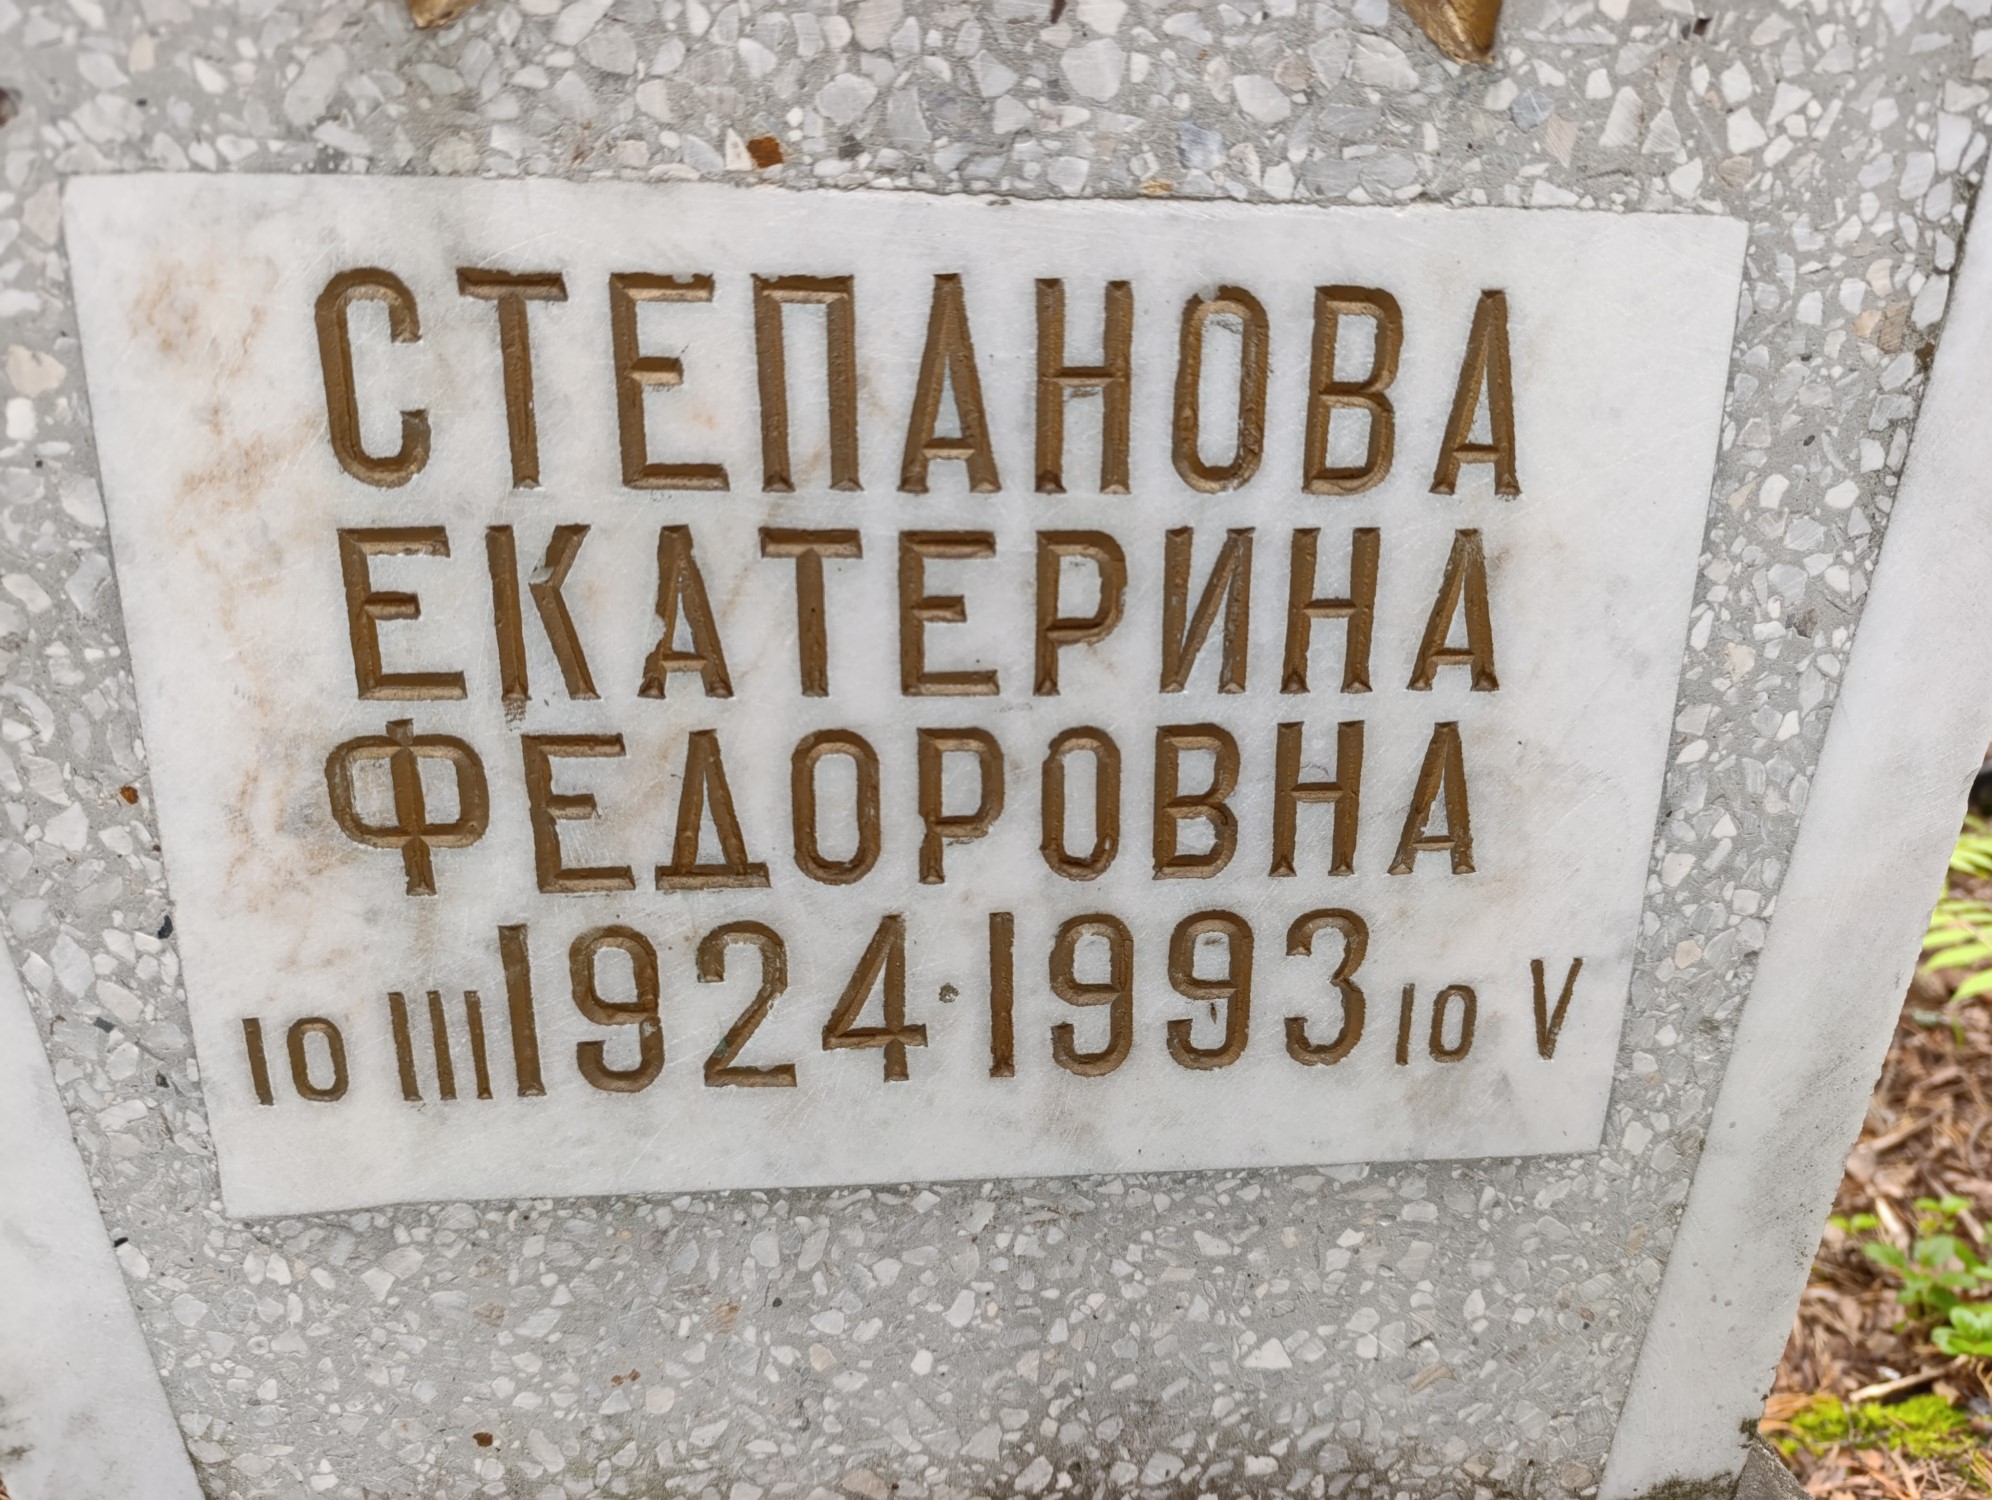 СТЕПАНОВА
ЕКАТЕРИНА
ФЕДОРОВНА
10 III 1924·1993 10 V